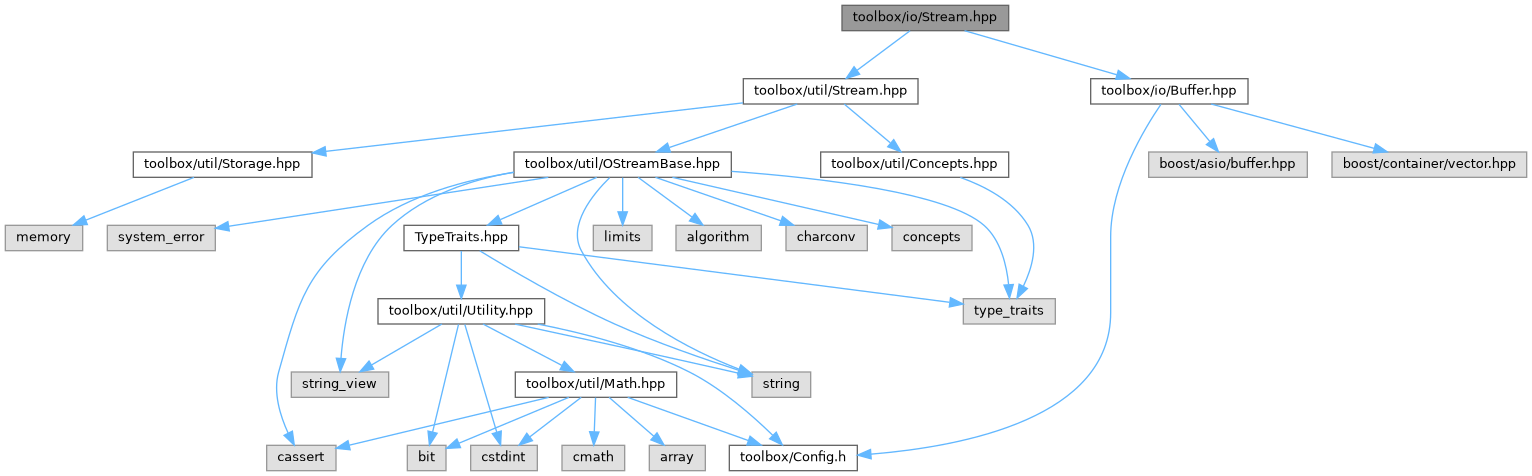 toolbox/io/Stream.hpp
toolbox/util/Stream.hpp
toolbox/io/Buffer.hpp
toolbox/util/Storage.hpp
toolbox/util/OStreamBase.hpp
toolbox/util/Concepts.hpp
boost/asio/buffer.hpp
boost/container/vector.hpp
memory
system_error
TypeTraits.hpp
limits
algorithm
charconv
concepts
toolbox/util/Utility.hpp
type_traits
string_view
toolbox/util/Math.hpp
string
cassert
bit
cstdint
cmath
array
toolbox/Config.h